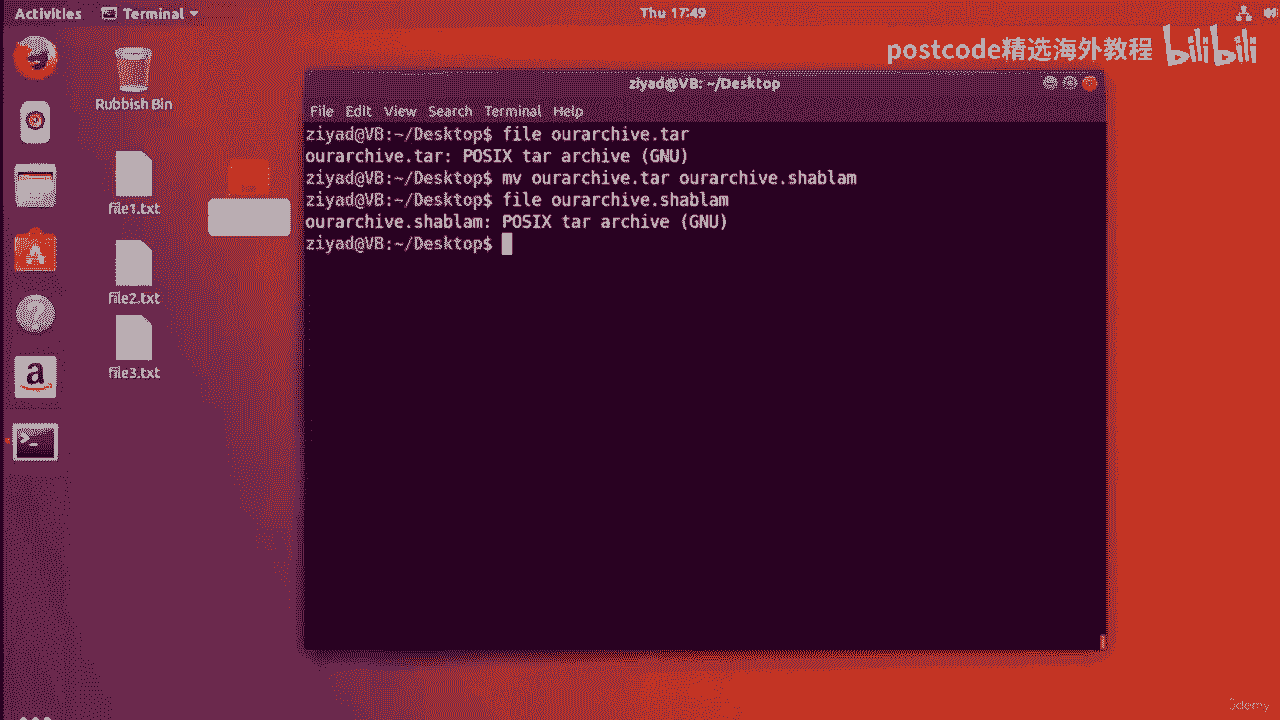 Activities Terminal Thu 17:49
postcode精选海外教程 bilibili
Rubbish Bin
file1.txt
file2.txt
file3.txt
ziyad@VB: ~/Desktop
File Edit View Search Terminal Help
ziyad@VB:~/Desktop$ file ourarchive.tar
ourarchive.tar: POSIX tar archive (GNU)
ziyad@VB:~/Desktop$ mv ourarchive.tar ourarchive.shablam
ziyad@VB:~/Desktop$ file ourarchive.shablam
ourarchive.shablam: POSIX tar archive (GNU)
ziyad@VB:~/Desktop$
Udemy